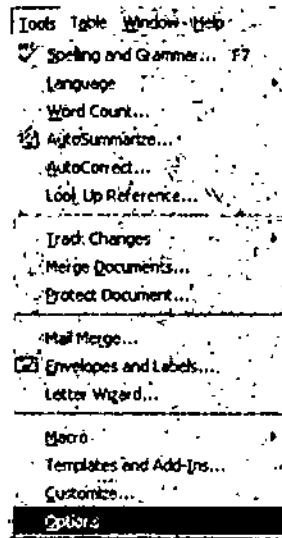 Tools Table Window Help
Spelling and Grammar... F7
Language
Word Count...
AutoSummarize...
AutoCorrect...
Look Up Reference...
Track Changes
Merge Documents...
Protect Document...
Mail Merge...
Envelopes and Labels...
Letter Wizard...
Macro
Templates and Add-Ins...
Customize...
Options